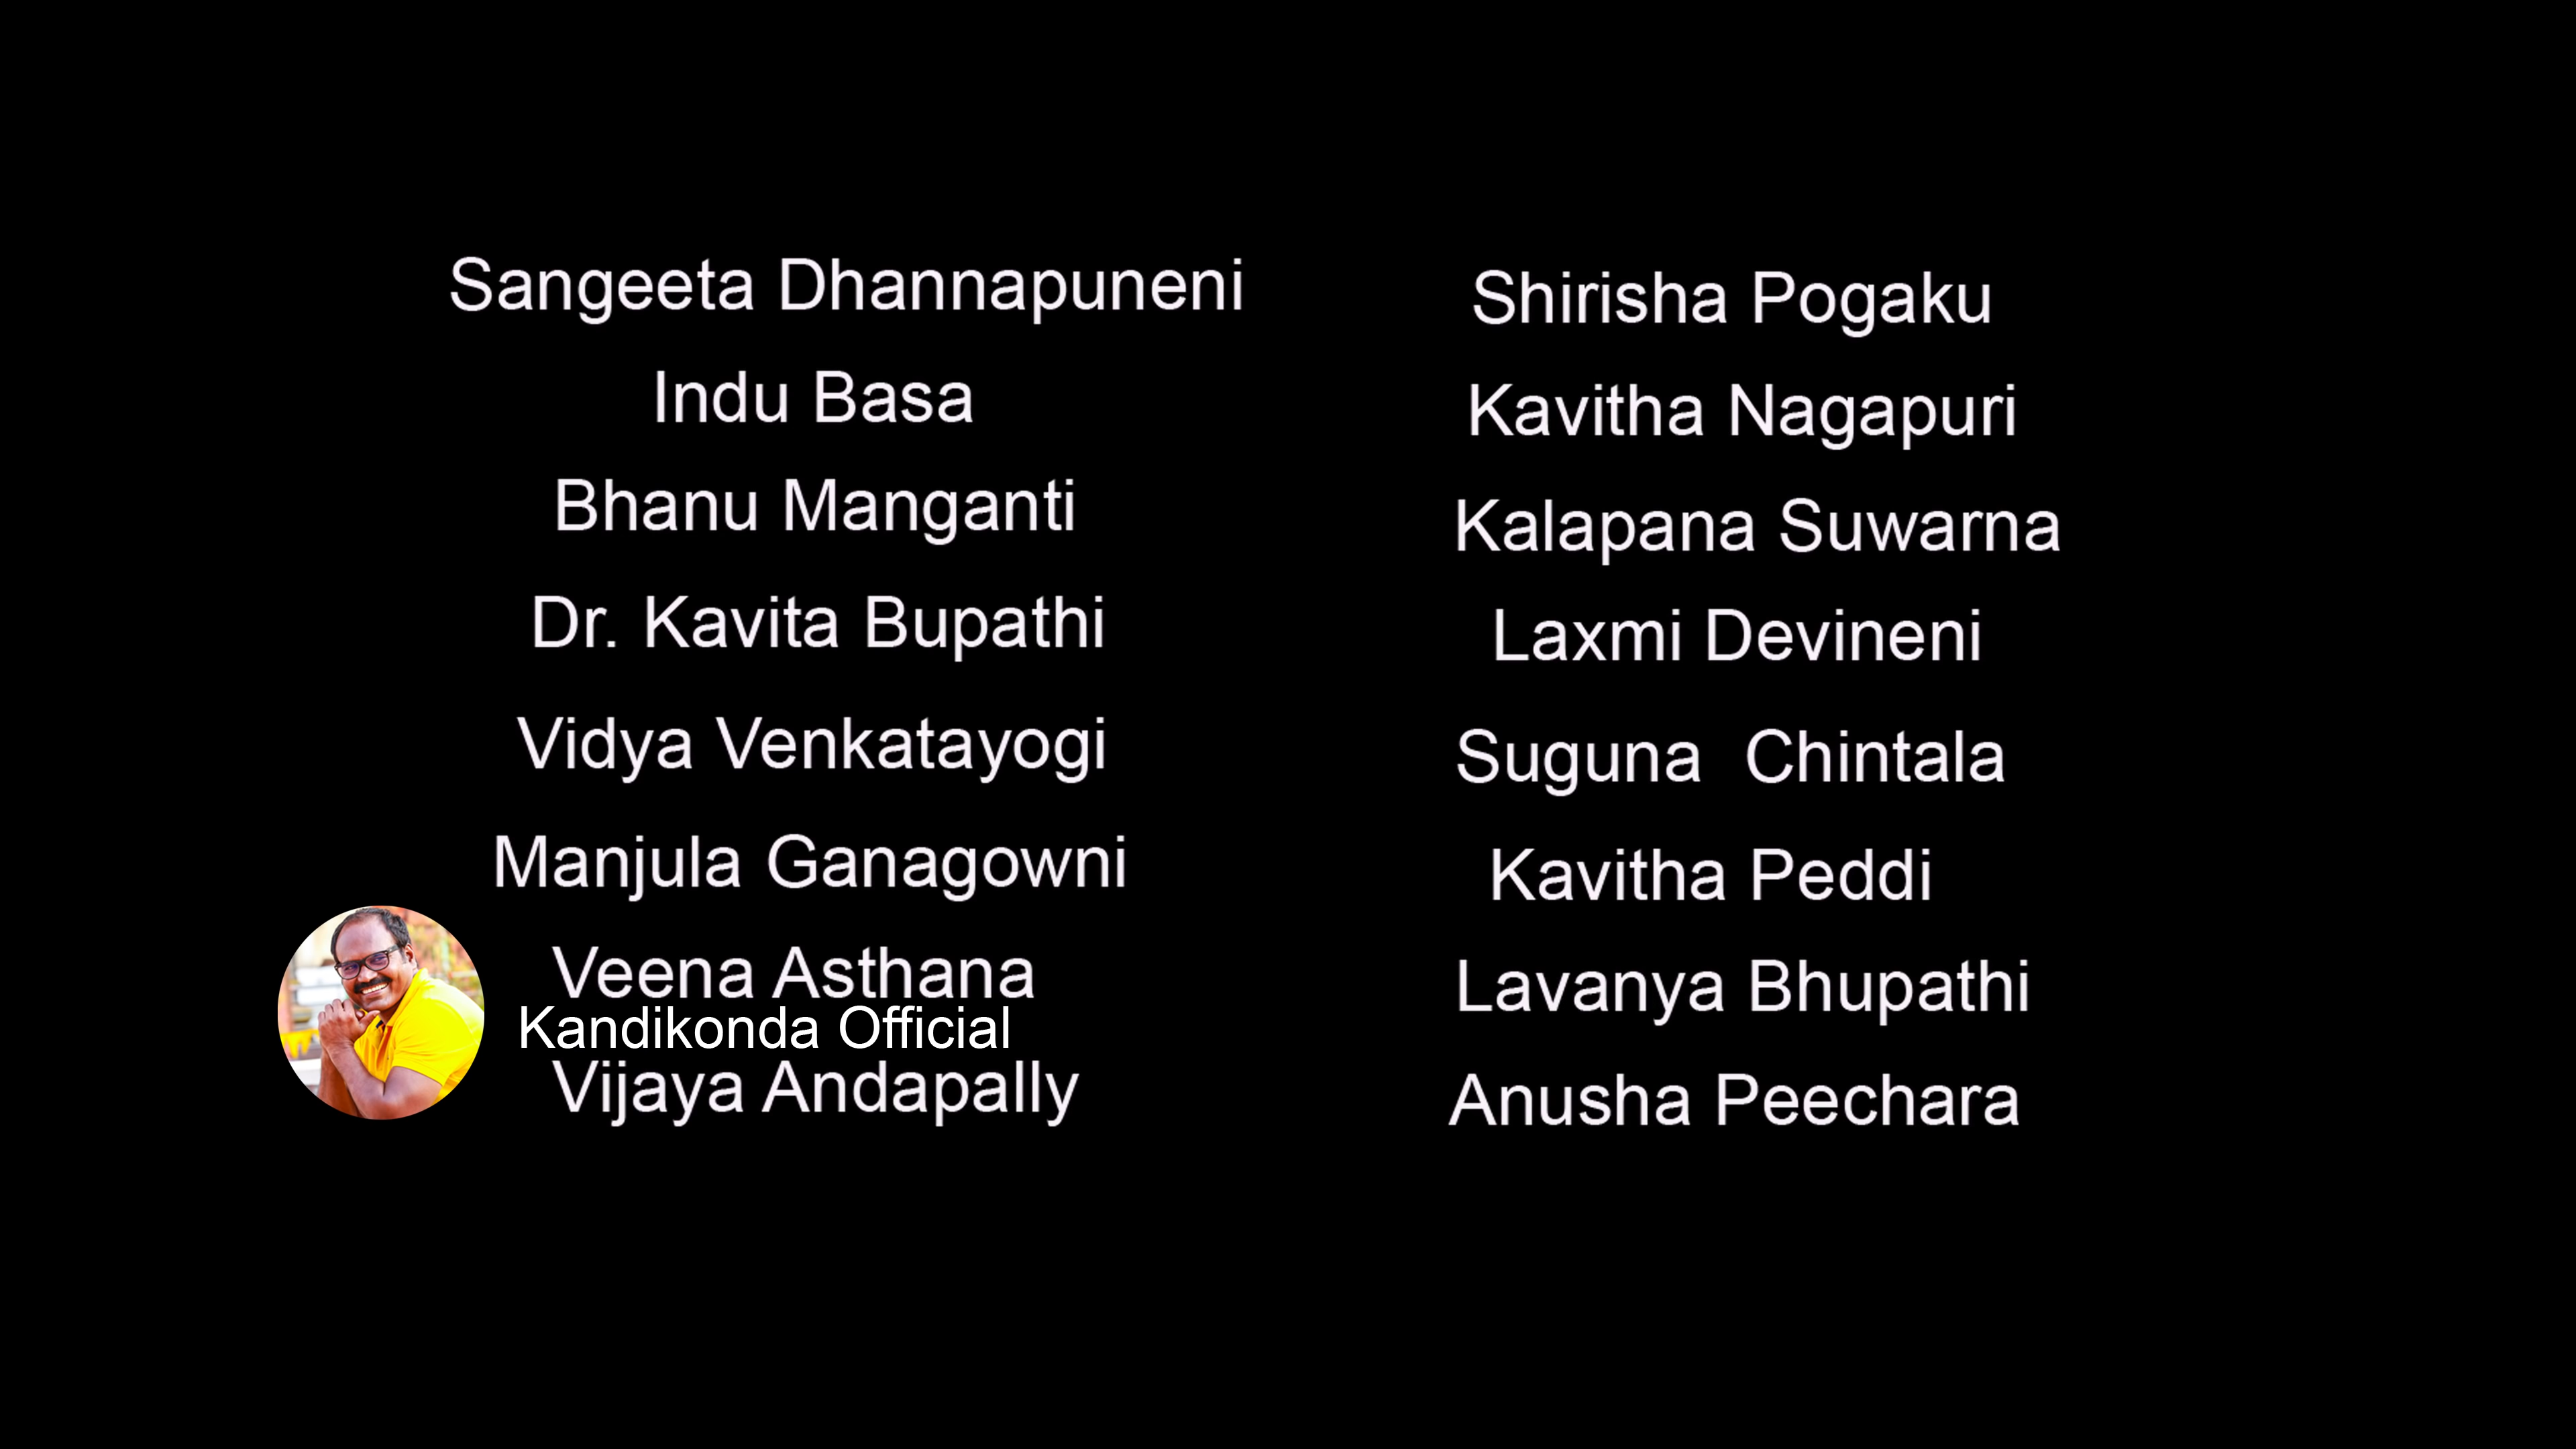 Sangeeta Dhannapuneni
Indu Basa
Bhanu Manganti
Dr. Kavita Bupathi
Vidya Venkatayogi
Manjula Ganagowni
Veena Asthana
Kandikonda Official
Vijaya Andapally
Shirisha Pogaku
Kavitha Nagapuri
Kalapana Suwarna
Laxmi Devineni
Suguna  Chintala
Kavitha Peddi
Lavanya Bhupathi
Anusha Peechara